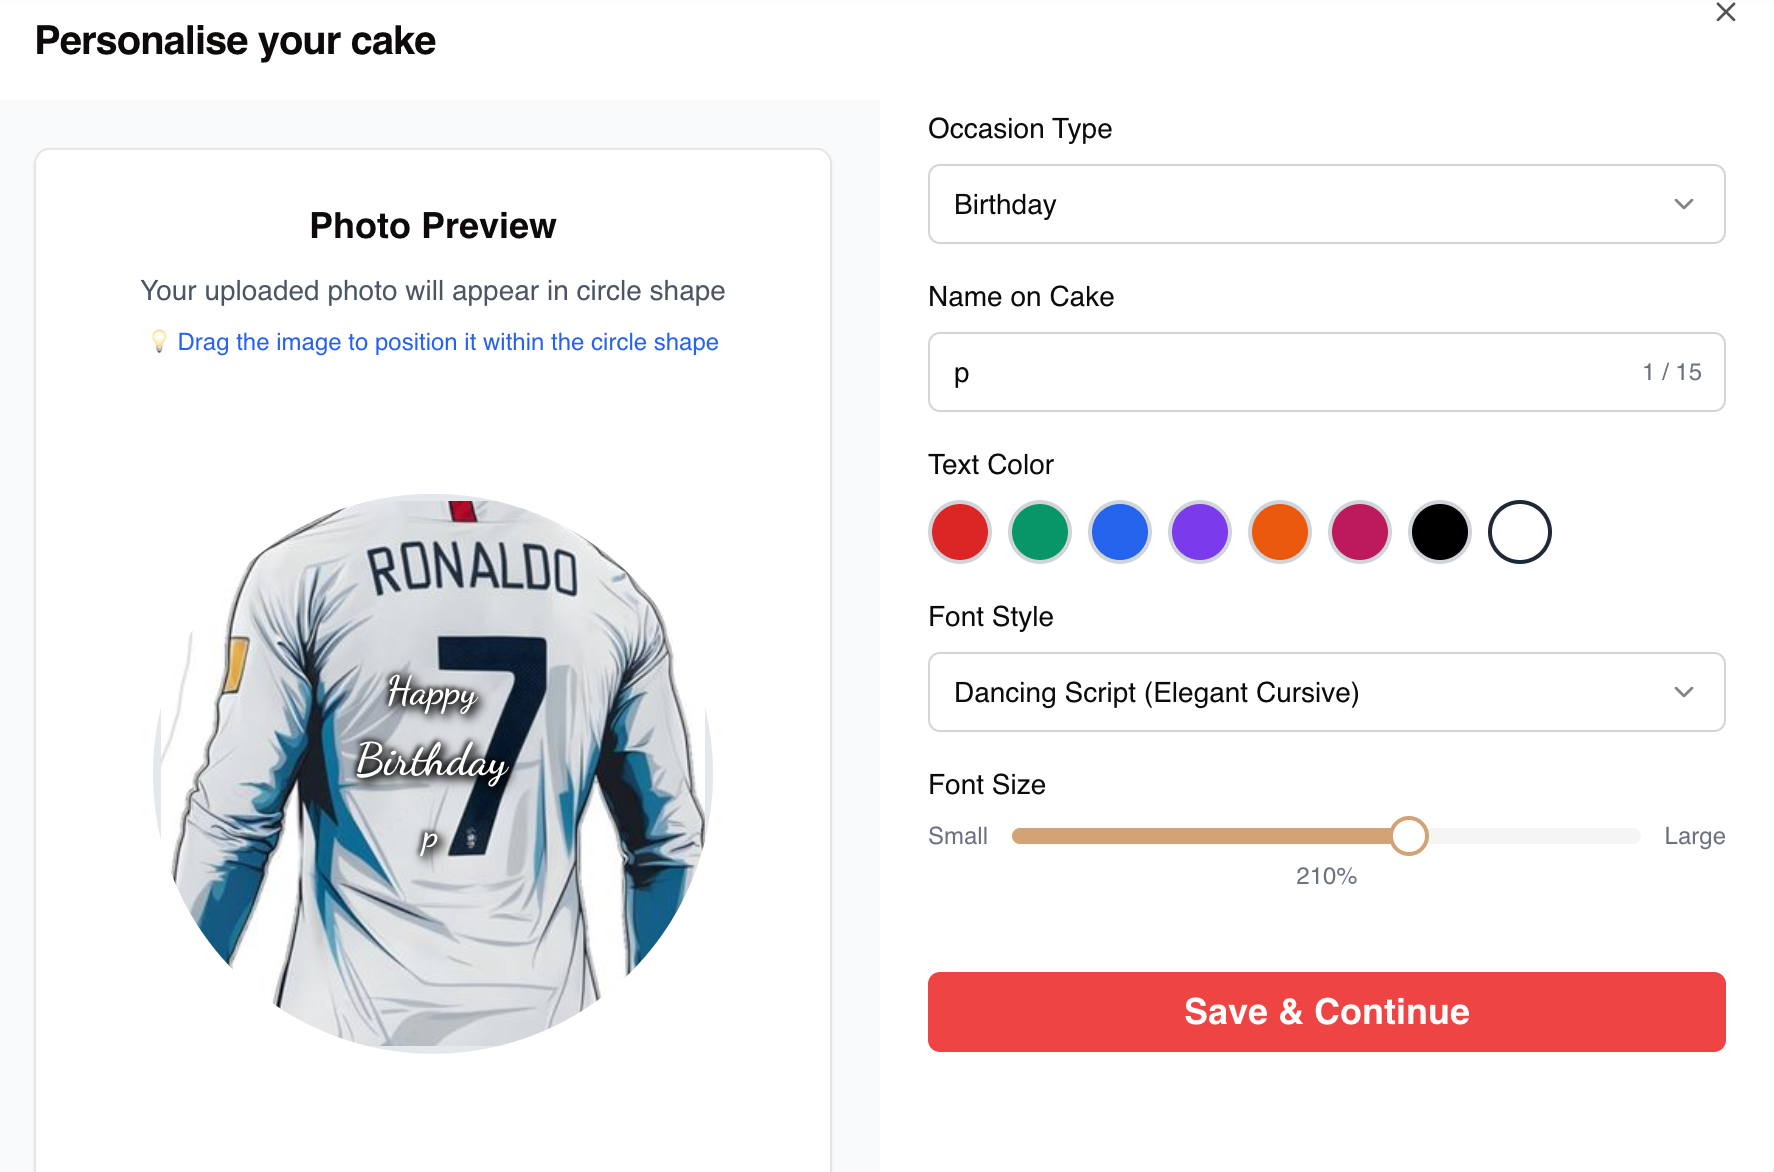 Personalise your cake
Photo Preview
Your uploaded photo will appear in circle shape
💡 Drag the image to position it within the circle shape
RONALDO
7
Happy
Birthday
p
Occasion Type
Birthday
Name on Cake
p
1 / 15
Text Color
Font Style
Dancing Script (Elegant Cursive)
Font Size
Small
Large
210%
Save & Continue